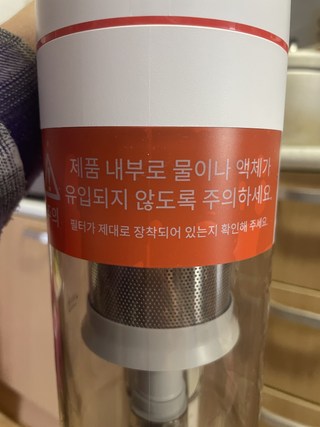 제품 내부로 물이나 액체가
유입되지 않도록 주의하세요.
필터가 제대로 장착되어 있는지 확인해 주세요.